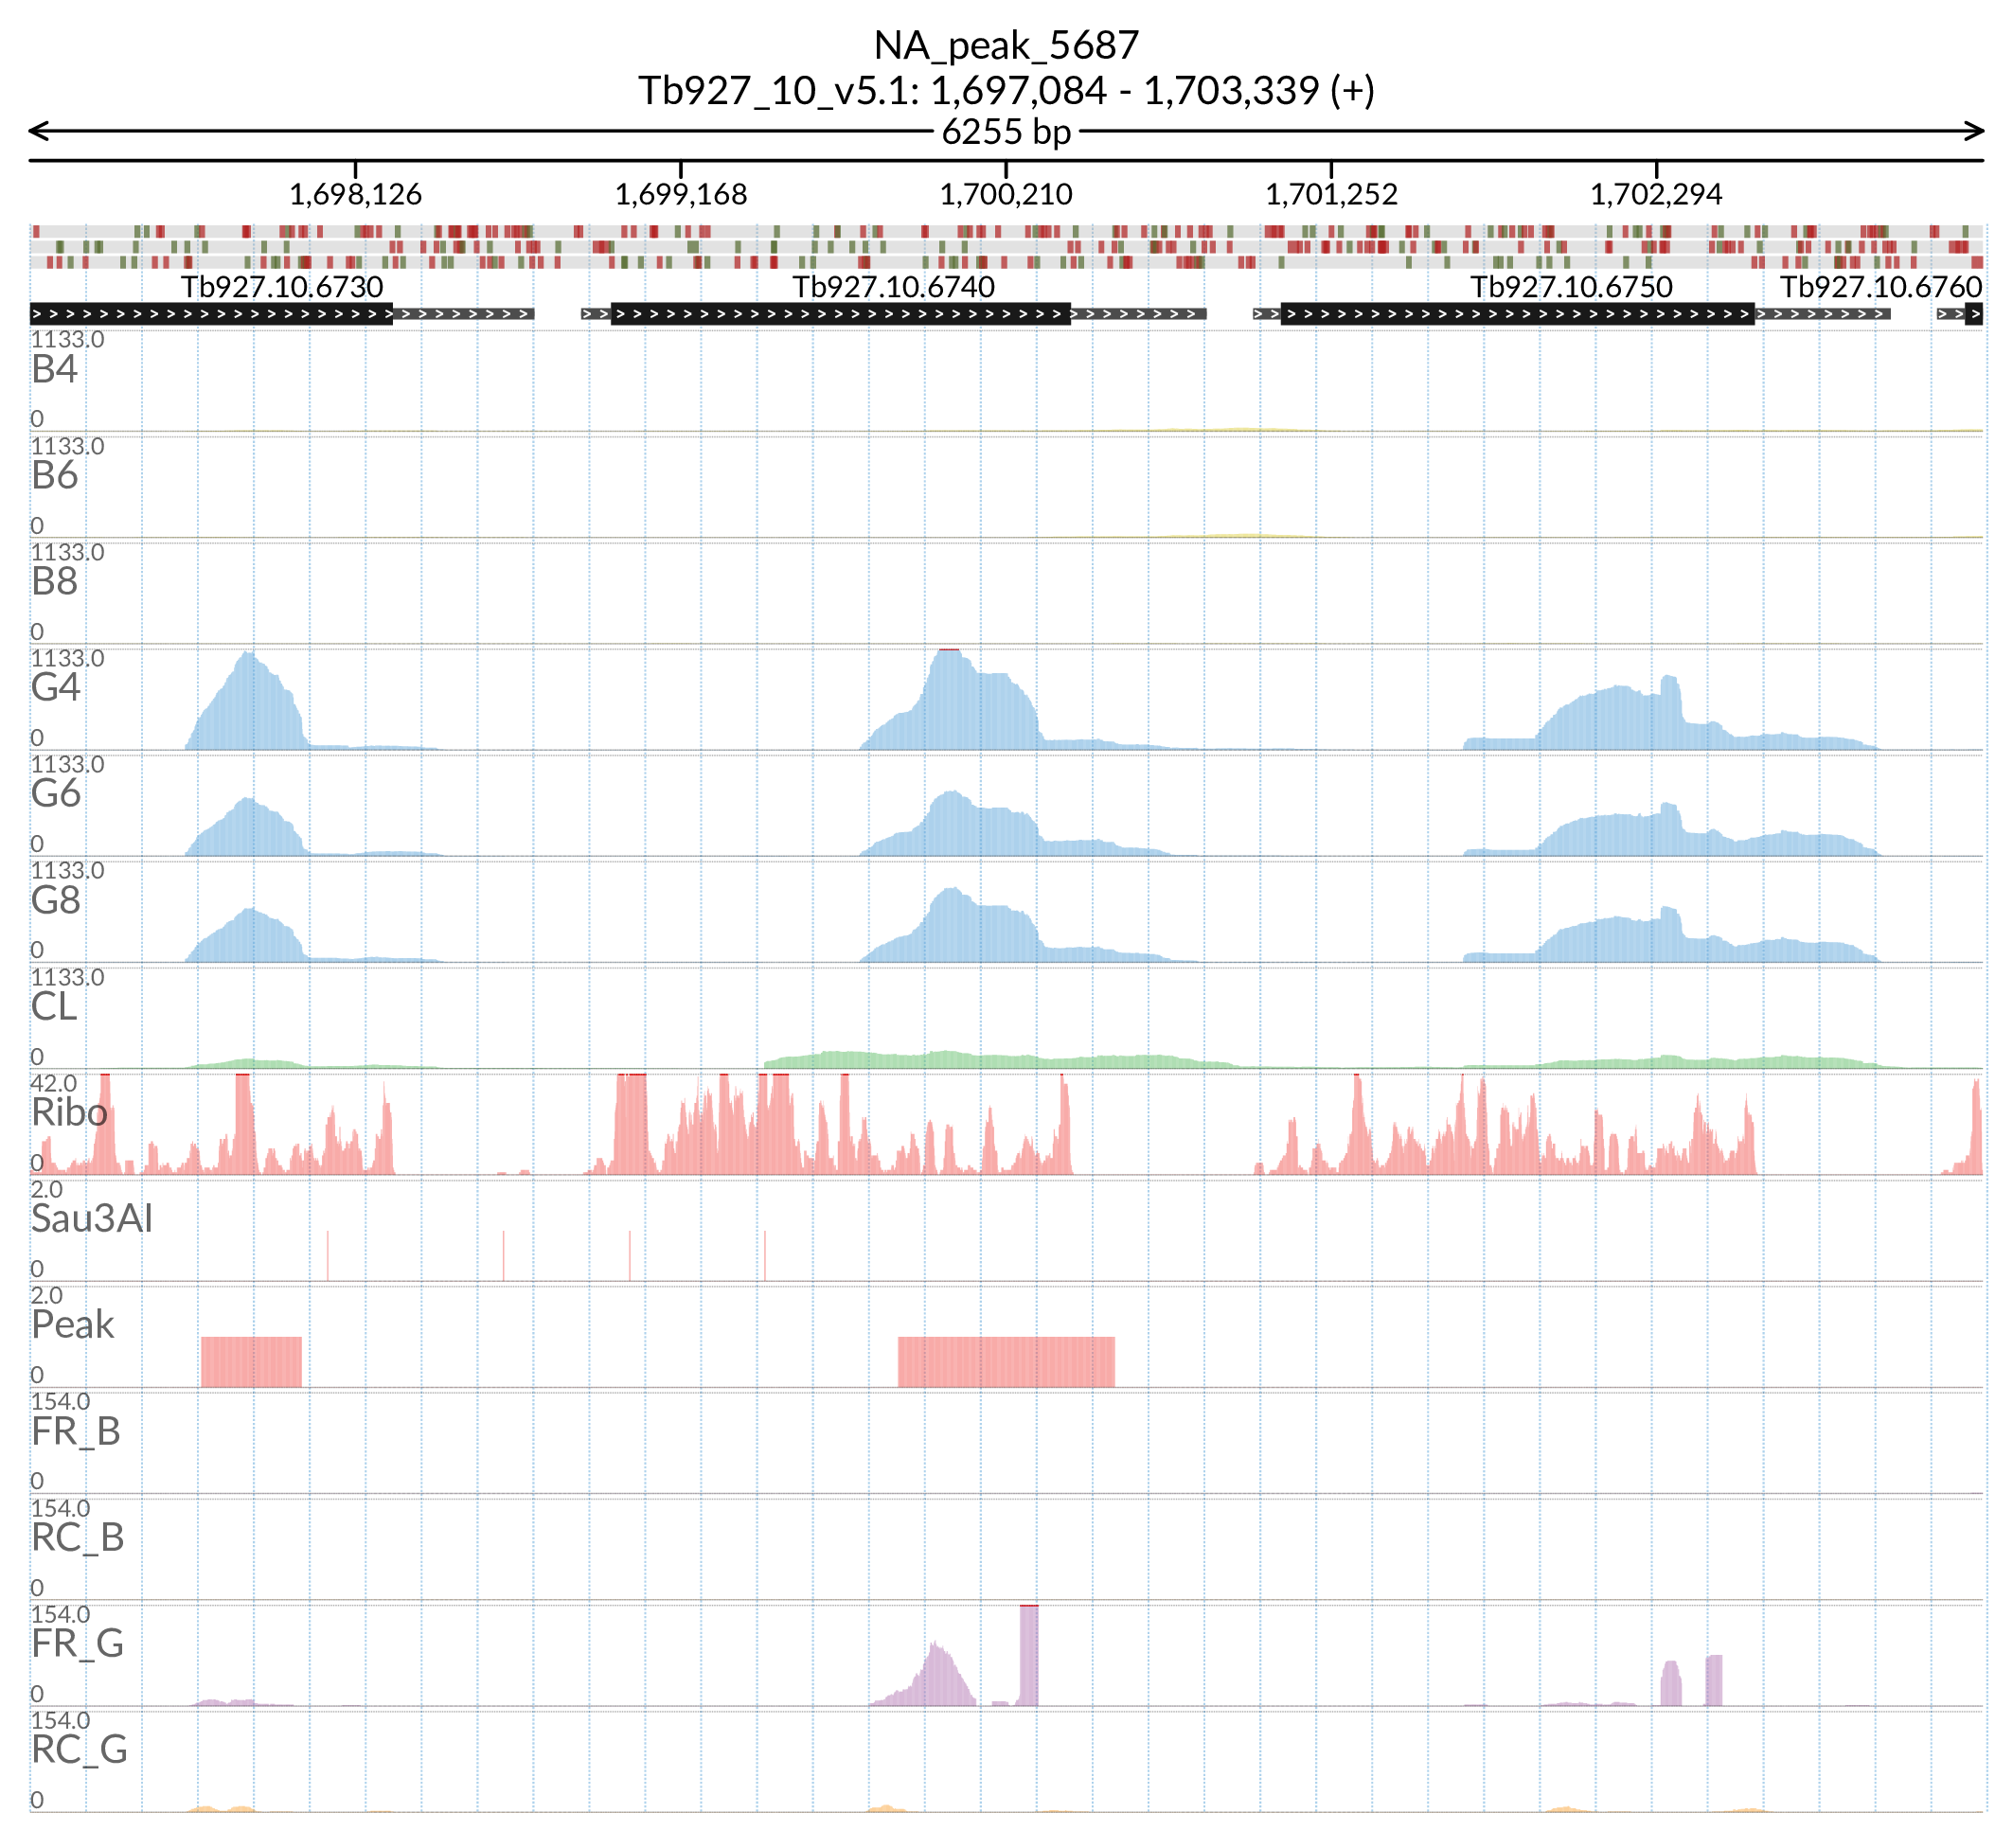 NA_peak_5687
Tb927_10_v5.1: 1,697,084 - 1,703,339 (+)
6255 bp
1,698,126 1,699,168 1,700,210 1,701,252 1,702,294
Tb927.10.6730 Tb927.10.6740 Tb927.10.6750 Tb927.10.6760
1133.0
B4
0
1133.0
B6
0
1133.0
B8
0
1133.0
G4
0
1133.0
G6
0
1133.0
G8
0
1133.0
CL
0
42.0
Ribo
0
2.0
Sau3AI
0
2.0
Peak
0
154.0
FR_B
0
154.0
RC_B
0
154.0
FR_G
0
154.0
RC_G
0